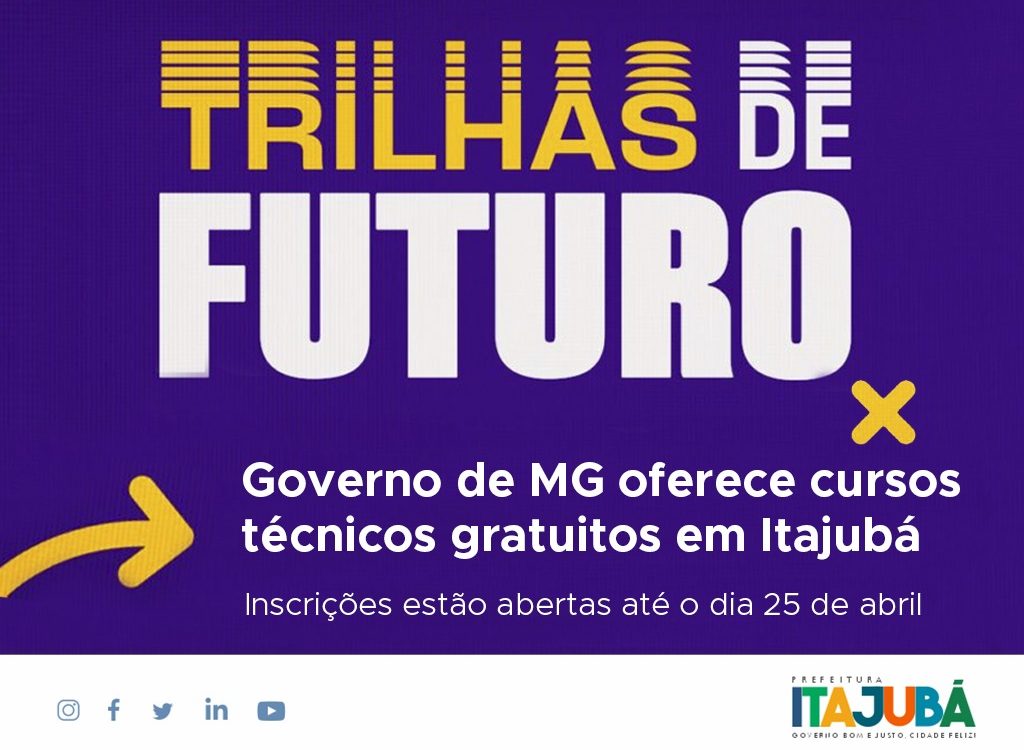 TRILHAS DE
FUTURO
Governo de MG oferece cursos
técnicos gratuitos em Itajubá
Inscrições estão abertas até o dia 25 de abril
PREFEITURA
ITAJUBÁ
GOVERNO BOM E JUSTO, CIDADE FELIZ!